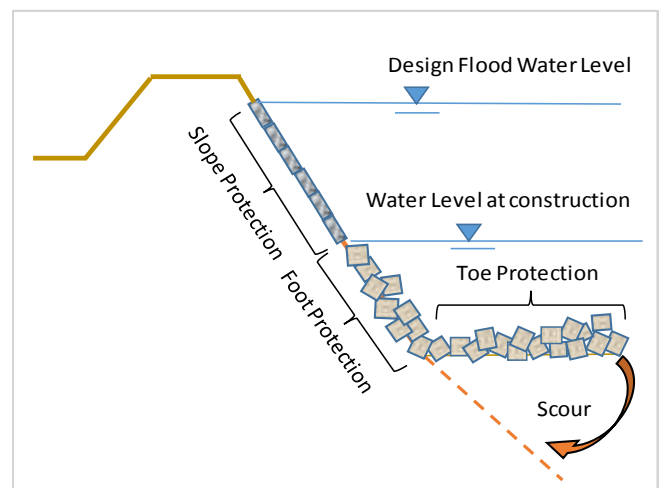 Design Flood Water Level
Slope Protection
Water Level at construction
Foot Protection
Toe Protection
Scour